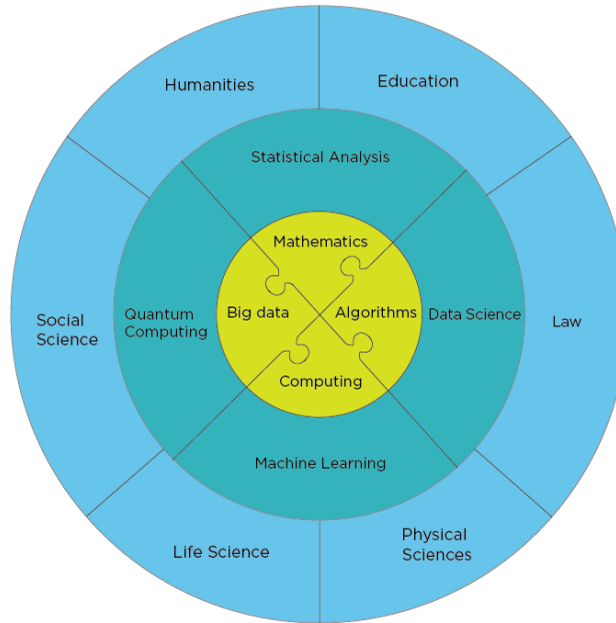 Humanities
Education
Statistical Analysis
Mathematics
Social
Science
Quantum
Computing
Big data
Algorithms
Data Science
Law
Computing
Machine Learning
Life Science
Physical
Sciences